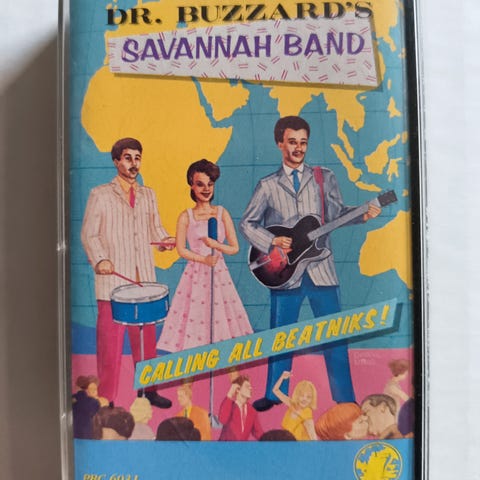 DR. BUZZARD'S
SAVANNAH BAND
CALLING ALL BEATNIKS!